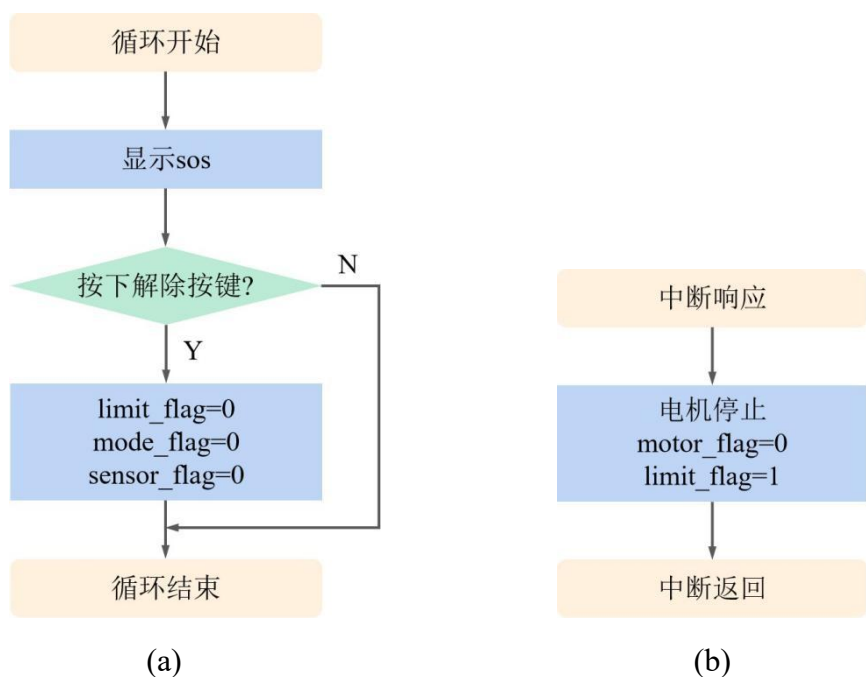 循环开始
显示sos
按下解除按键?
N
Y
limit_flag=0
mode_flag=0
sensor_flag=0
循环结束
(a)
中断响应
电机停止
motor_flag=0
limit_flag=1
中断返回
(b)